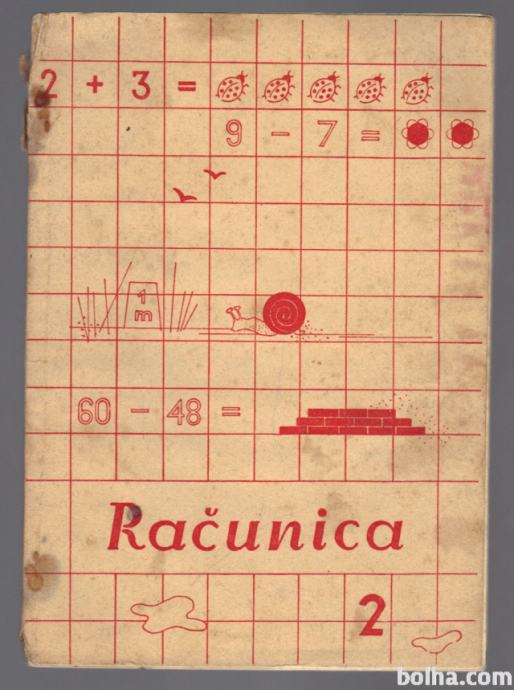 2 + 3 =
9 - 7 =
1
m
60 - 48 =
Računica
2
bolha.com